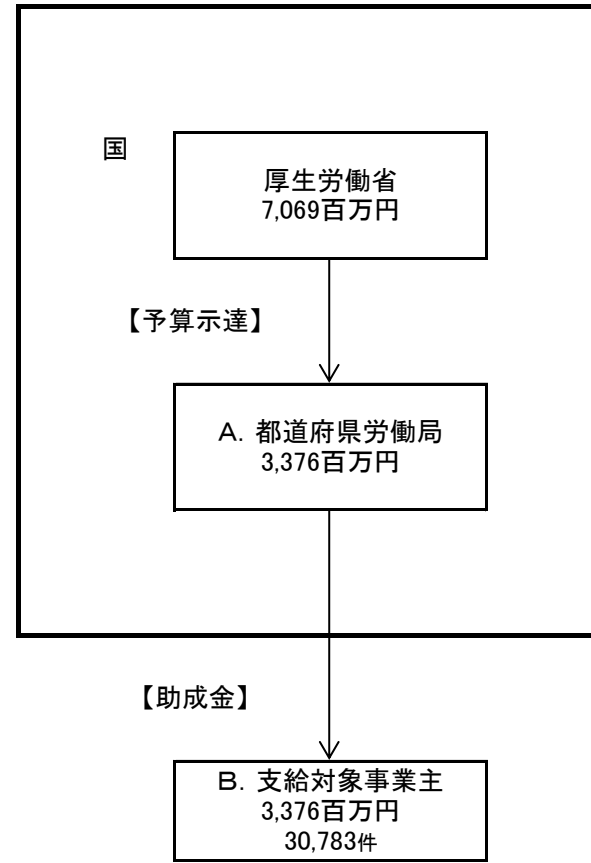 国
厚生労働省
7,069百万円
【予算示達】
A. 都道府県労働局
3,376百万円
【助成金】
B. 支給対象事業主
3,376百万円
30,783件